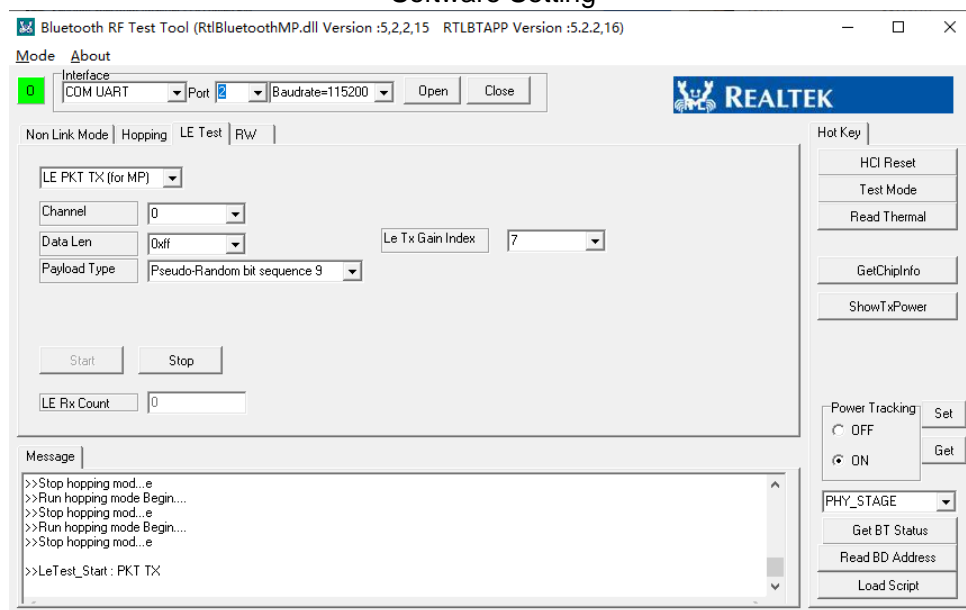 Software Setting
Bluetooth RF Test Tool (RtlBluetoothMP.dll Version :5,2,2,15 RTLBTAPP Version :5.2.2,16)
Mode About
Interface
0 COM UART Port 2 Baudrate=115200 Open Close
REALTEK
Non Link Mode Hopping LE Test RW
LE PKT TX (for MP)
Channel 0
Data Len 0xff
Le Tx Gain Index 7
Payload Type Pseudo-Random bit sequence 9
Start Stop
LE Rx Count 0
Hot Key
HCI Reset
Test Mode
Read Thermal
GetChipInfo
ShowTxPower
Power Tracking
OFF
ON
Set
Get
PHY_STAGE
Get BT Status
Read BD Address
Load Script
Message
>>Stop hopping mod...e
>>Run hopping mode Begin....
>>Stop hopping mod...e
>>Run hopping mode Begin....
>>Stop hopping mod...e
>>LeTest_Start : PKT TX